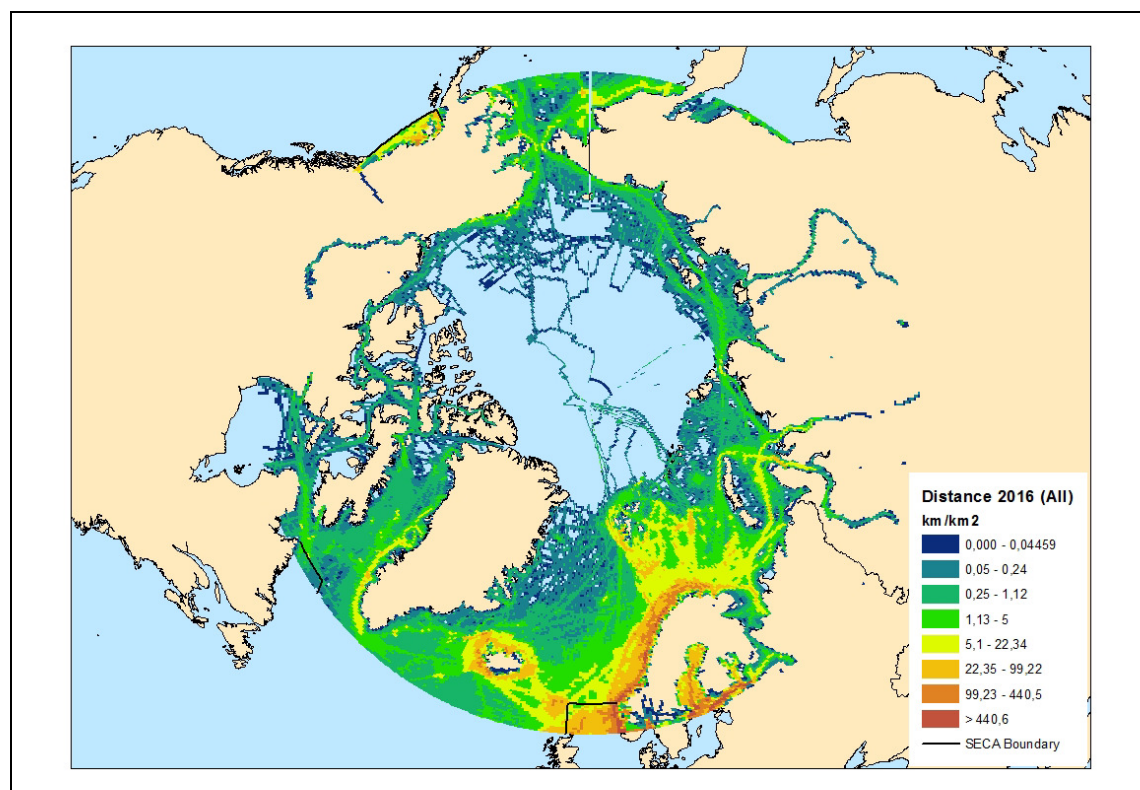 Distance 2016 (All)
km/km2
0,000 - 0,04459
0,05 - 0,24
0,25 - 1,12
1,13 - 5
5,1 - 22,34
22,35 - 99,22
99,23 - 440,5
> 440,6
SECA Boundary